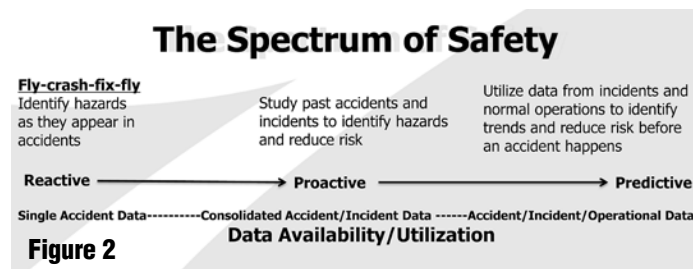 The Spectrum of Safety
Fly-crash-fix-fly
Identify hazards
as they appear in
accidents
Study past accidents and
incidents to identify hazards
and reduce risk
Utilize data from incidents and
normal operations to identify
trends and reduce risk before
an accident happens
Reactive Proactive Predictive
Single Accident Data----------Consolidated Accident/Incident Data ------Accident/Incident/Operational Data
Data Availability/Utilization
Figure 2